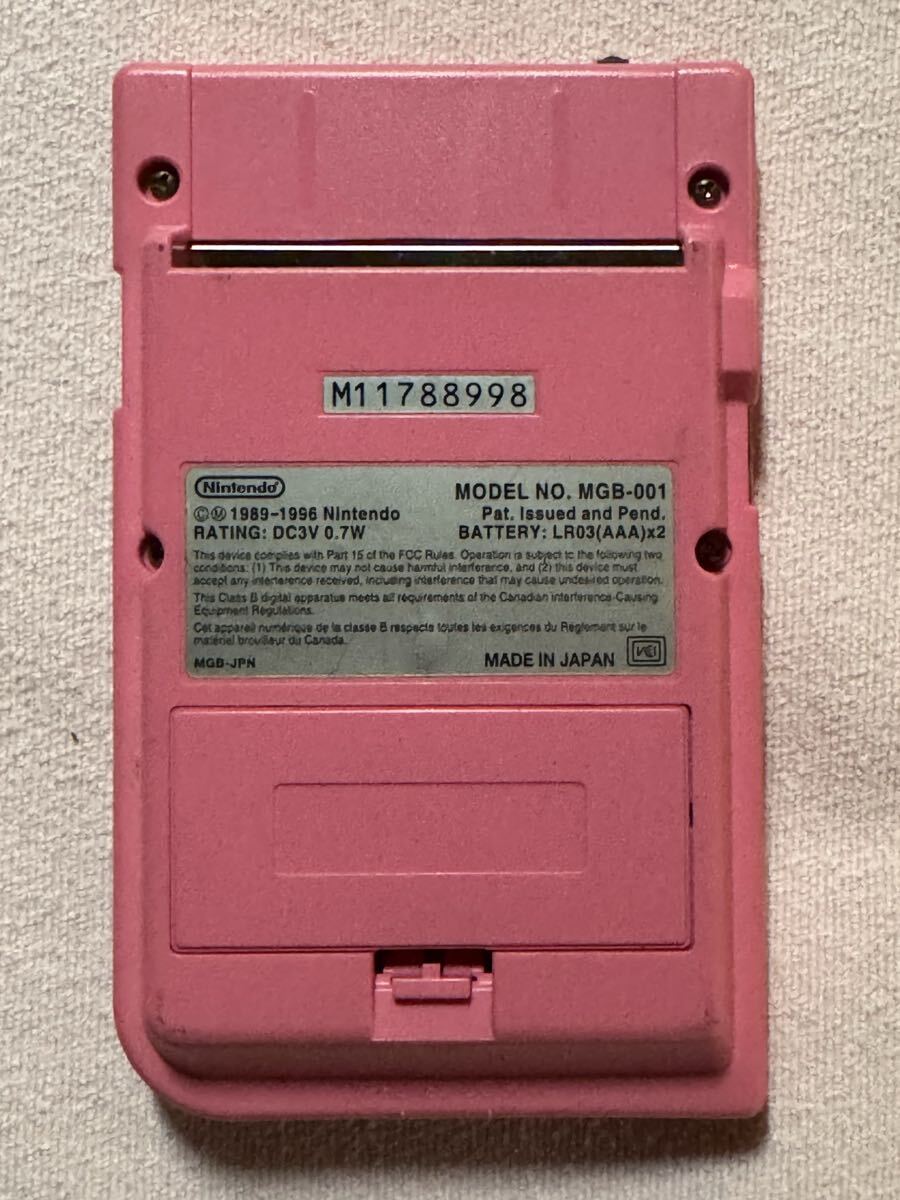 M11788998
Nintendo®
MODEL NO. MGB-001
©Ⓜ 1989-1996 Nintendo
Pat. Issued and Pend.
RATING: DC3V 0.7W
BATTERY: LR03(AAA)x2
This device complies with Part 15 of the FCC Rules. Operation is subject to the following two
conditions: (1) This device may not cause harmful interference, and (2) this device must
accept any interference received, including interference that may cause undesired operation.
This Class B digital apparatus meets all requirements of the Canadian Interference-Causing
Equipment Regulations.
Cet appareil numérique de la classe B respecte toutes les exigences du Règlement sur le
matériel brouilleur du Canada.
MGB-JPN
MADE IN JAPAN
VCI